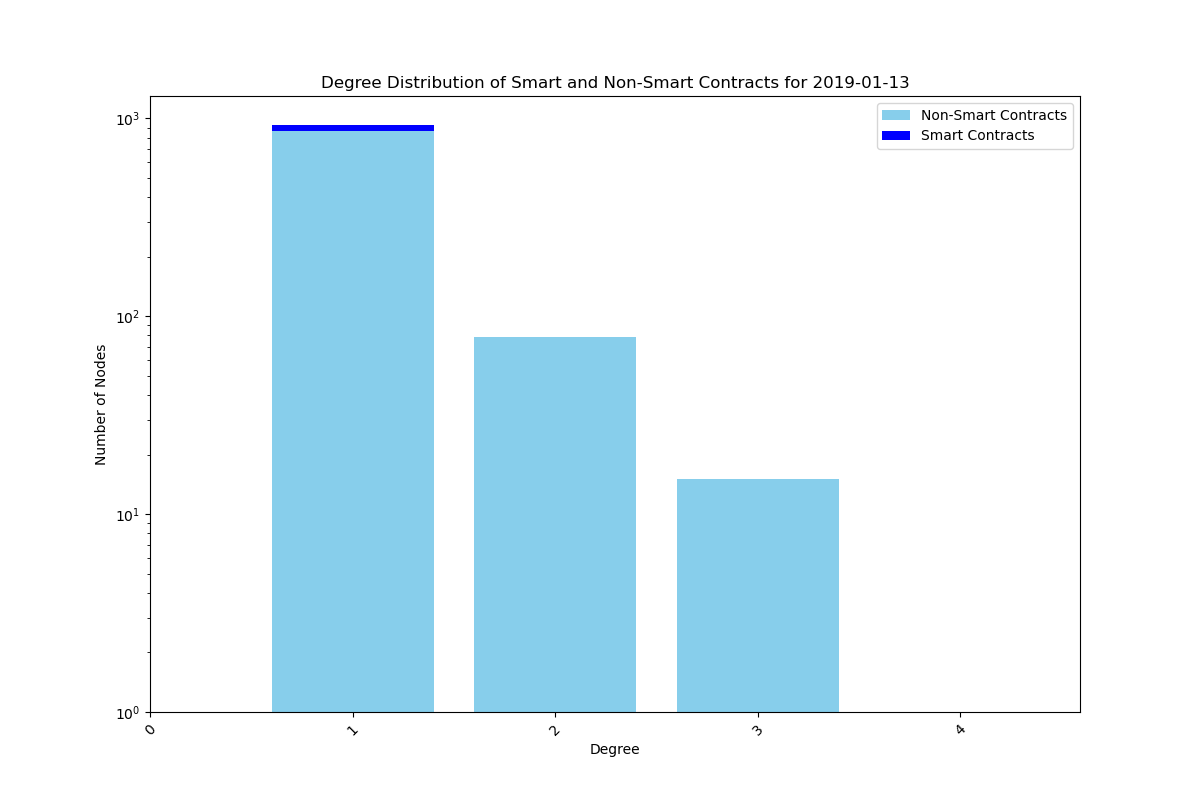 Degree Distribution of Smart and Non-Smart Contracts for 2019-01-13
Non-Smart Contracts
Smart Contracts
Number of Nodes
10³
10²
10¹
10⁰
0
1
2
3
4
Degree